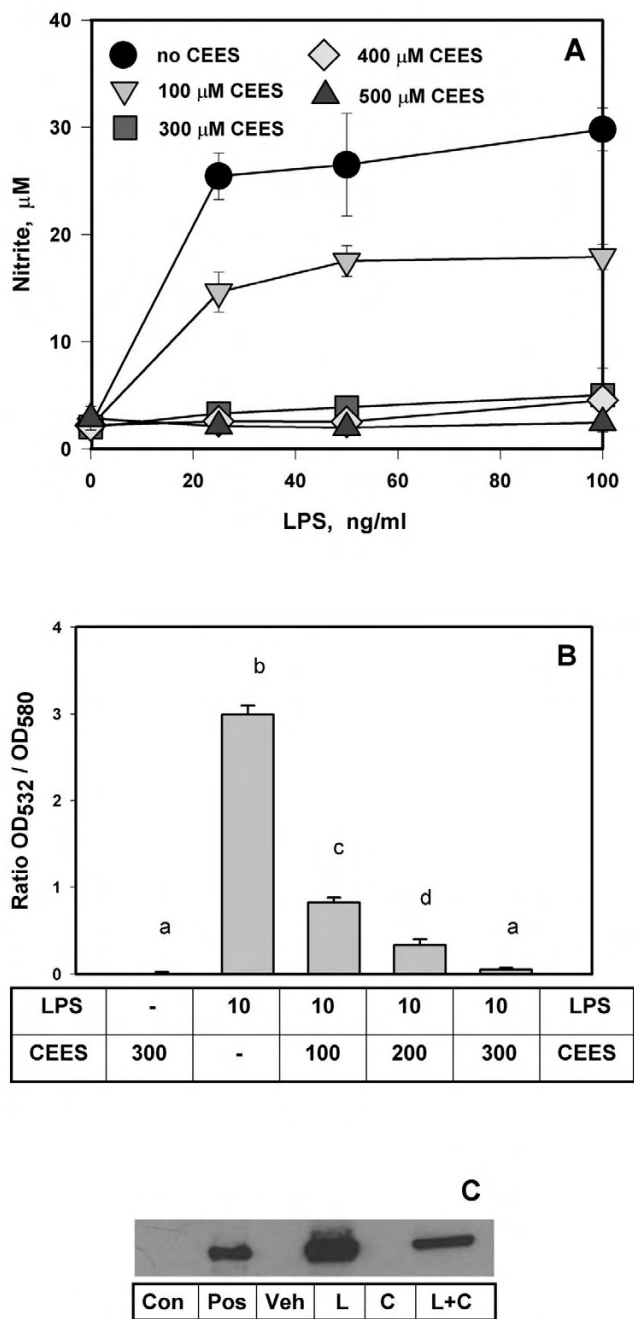 A
no CEES
400 μM CEES
100 μM CEES
500 μM CEES
300 μM CEES
40
30
20
10
0
Nitrite, μM
0 20 40 60 80 100
LPS, ng/ml
B
4
3
2
1
0
Ratio OD532 / OD580
a b c d a
LPS - 10 10 10 10 LPS
CEES 300 - 100 200 300 CEES
C
Con Pos Veh L C L+C